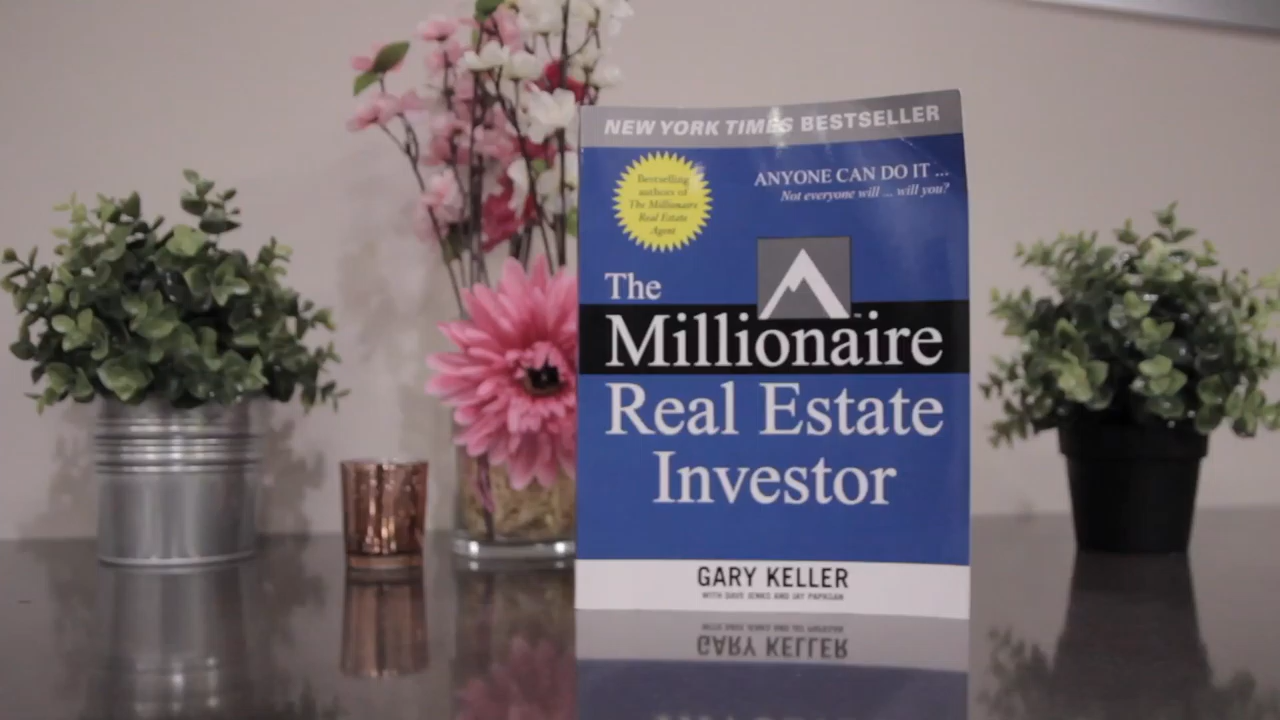 NEW YORK TIMES BESTSELLER
Bestselling
authors of
The Millionaire
Real Estate
Agent
ANYONE CAN DO IT ...
Not everyone will ... will you?
The
Millionaire
Real Estate
Investor
GARY KELLER
WITH DAVE JENKS AND JAY PAPASAN